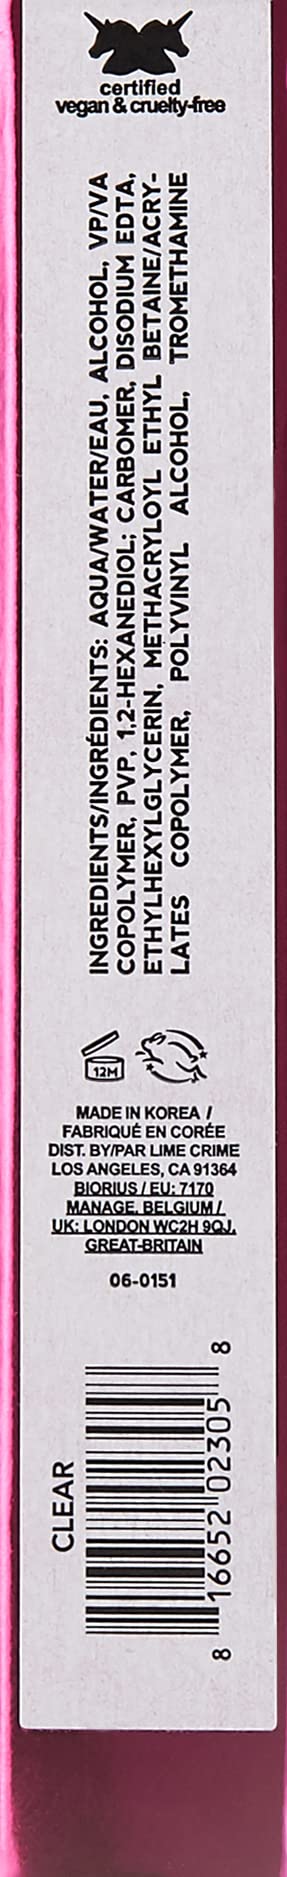 certified
vegan & cruelty-free
INGREDIENTS/INGRÉDIENTS: AQUA/WATER/EAU, ALCOHOL, VP/VA
COPOLYMER, PVP, 1,2-HEXANEDIOL; CARBOMER, DISODIUM EDTA,
ETHYLHEXYLGLYCERIN, METHACRYLOYL ETHYL BETAINE/ACRY-
LATES COPOLYMER, POLYVINYL ALCOHOL, TROMETHAMINE
12M
MADE IN KOREA /
FABRIQUÉ EN CORÉE
DIST. BY/PAR LIME CRIME
LOS ANGELES, CA 91364
BIORIUS / EU: 7170
MANAGE, BELGIUM /
UK: LONDON WC2H 9QJ,
GREAT-BRITAIN
06-0151
CLEAR
8 16652 02305 8